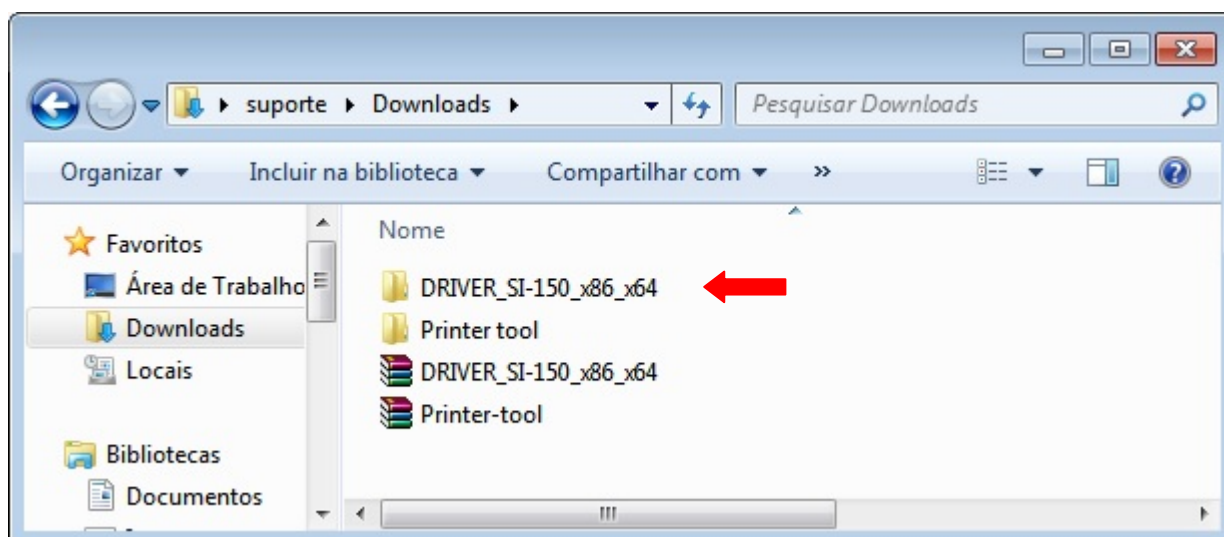 suporte Downloads
Pesquisar Downloads
Organizar Incluir na biblioteca Compartilhar com »
Favoritos
Área de Trabalho
Downloads
Locais
Bibliotecas
Documentos
Nome
DRIVER_SI-150_x86_x64
Printer tool
DRIVER_SI-150_x86_x64
Printer-tool